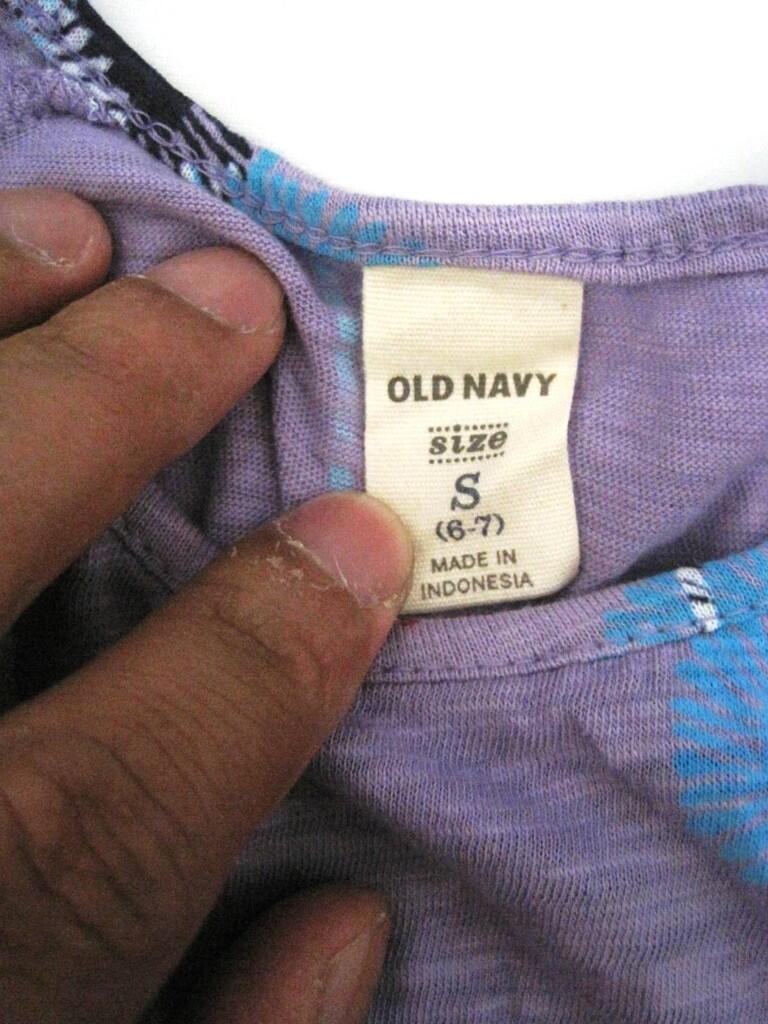 OLD NAVY
size
S
(6-7)
MADE IN
INDONESIA